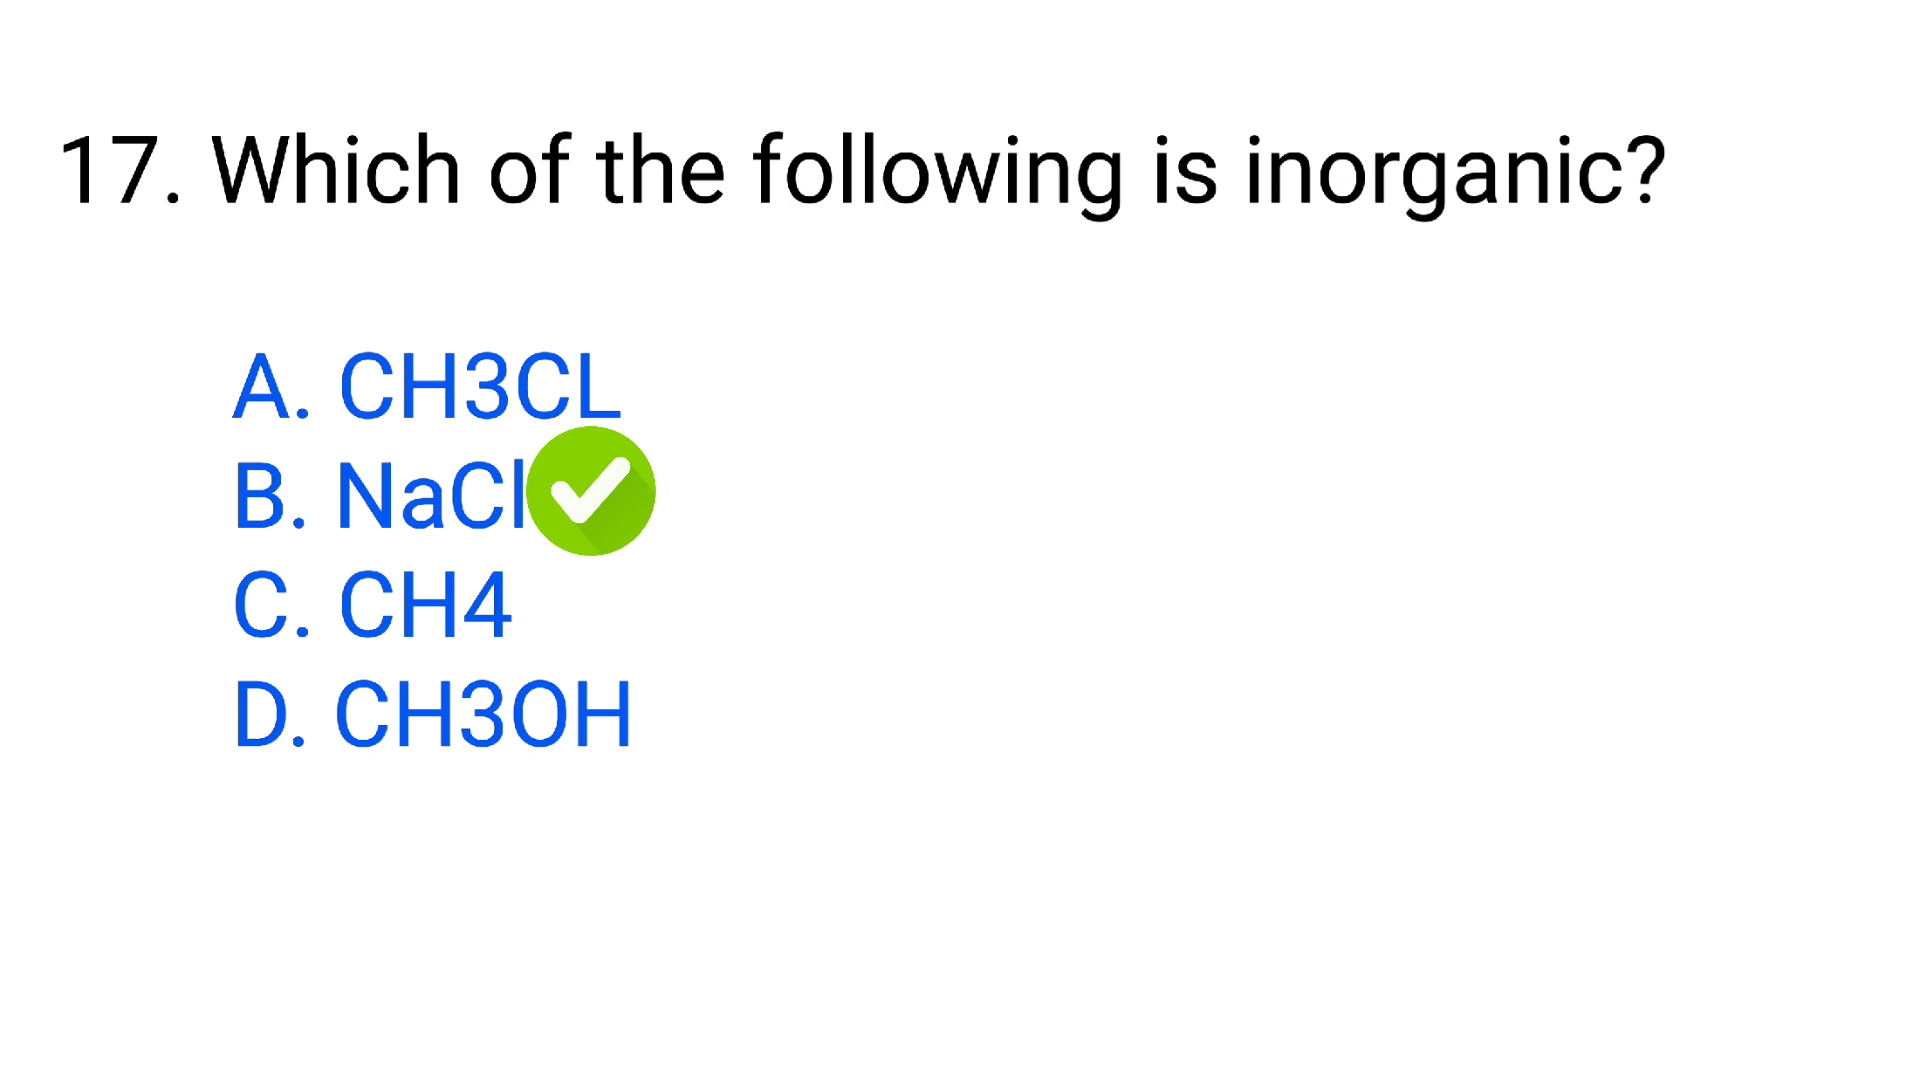 17. Which of the following is inorganic?
A. CH3CL
B. NaCl
C. CH4
D. CH3OH